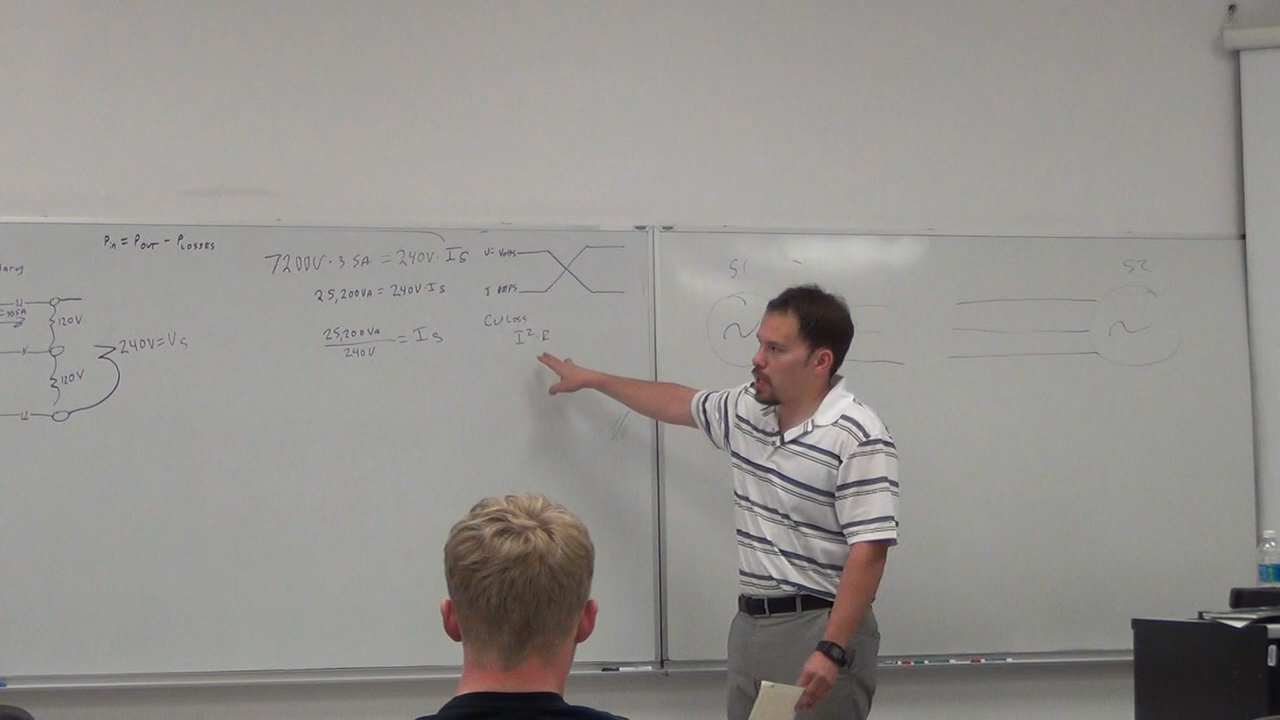 Pin = POUT - PLOSSES
120V
120V
240V = VS
7200V · 3.5A = 240V · IS
25,200VA = 240V · IS
25,200VA
240V
= IS
V = VOLTS
I AMPS
CU LOSS
I²·R
S1
S2